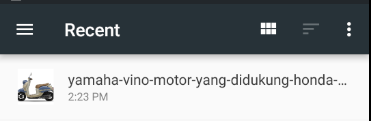 Recent
yamaha-vino-motor-yang-didukung-honda-...
2:23 PM